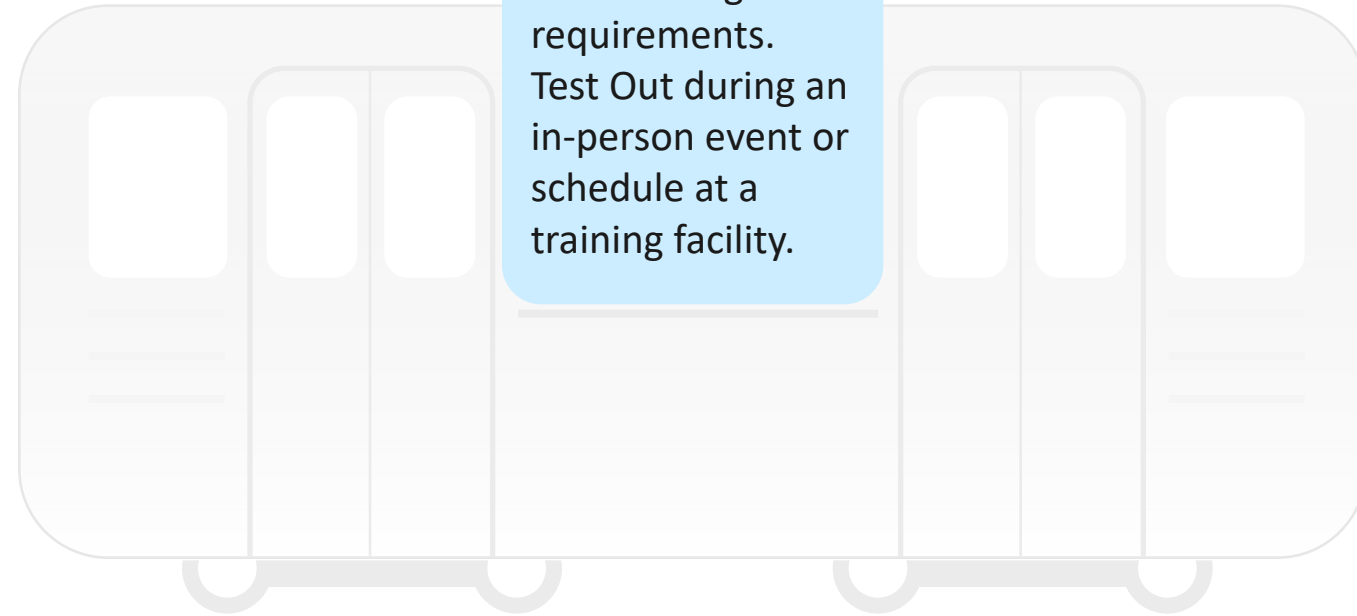 requirements.
Test Out during an
in-person event or
schedule at a
training facility.